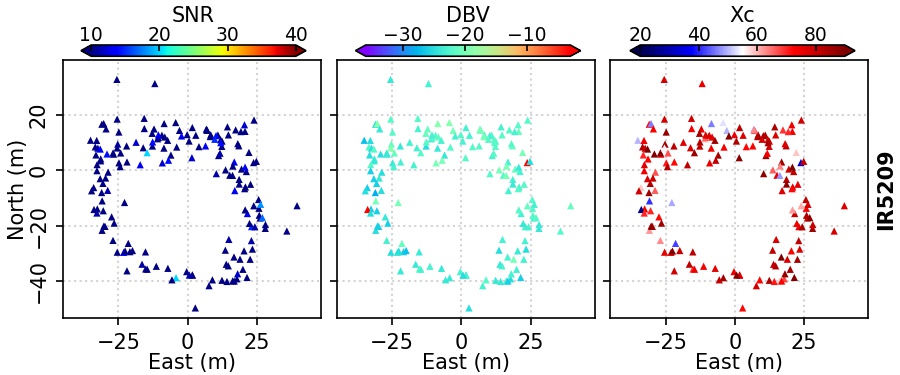 SNR DBV Xc
10 20 30 40 −30 −20 −10 20 40 60 80
20
0
−20
−40
North (m)
IR5209
−25 0 25 −25 0 25 −25 0 25
East (m) East (m) East (m)